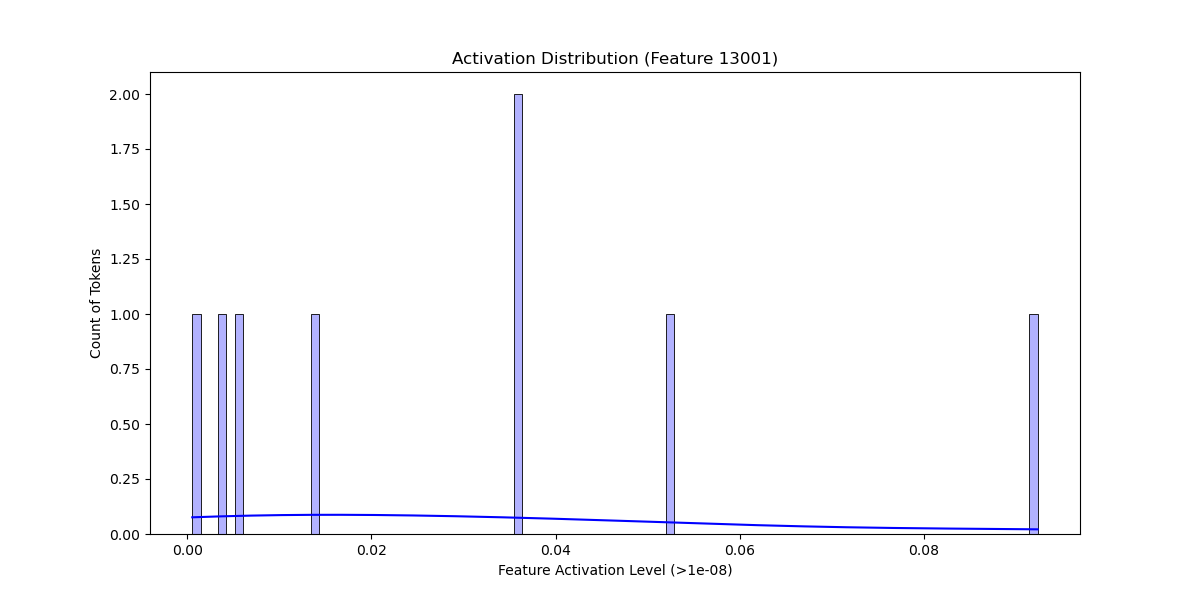 Activation Distribution (Feature 13001)
2.00
1.75
1.50
1.25
1.00
0.75
0.50
0.25
0.00
Count of Tokens
0.00 0.02 0.04 0.06 0.08
Feature Activation Level (>1e-08)